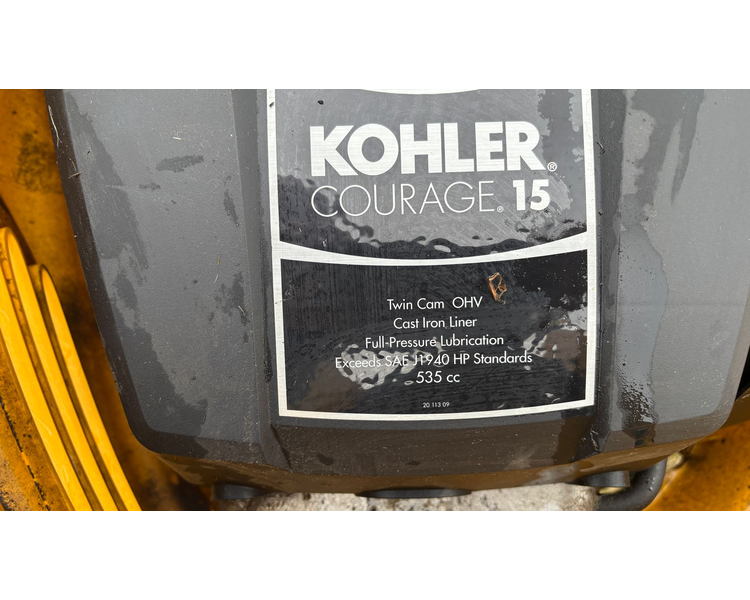 KOHLER®
COURAGE® 15
Twin Cam OHV
Cast Iron Liner
Full-Pressure Lubrication
Exceeds SAE J1940 HP Standards
535 cc
20 113 09